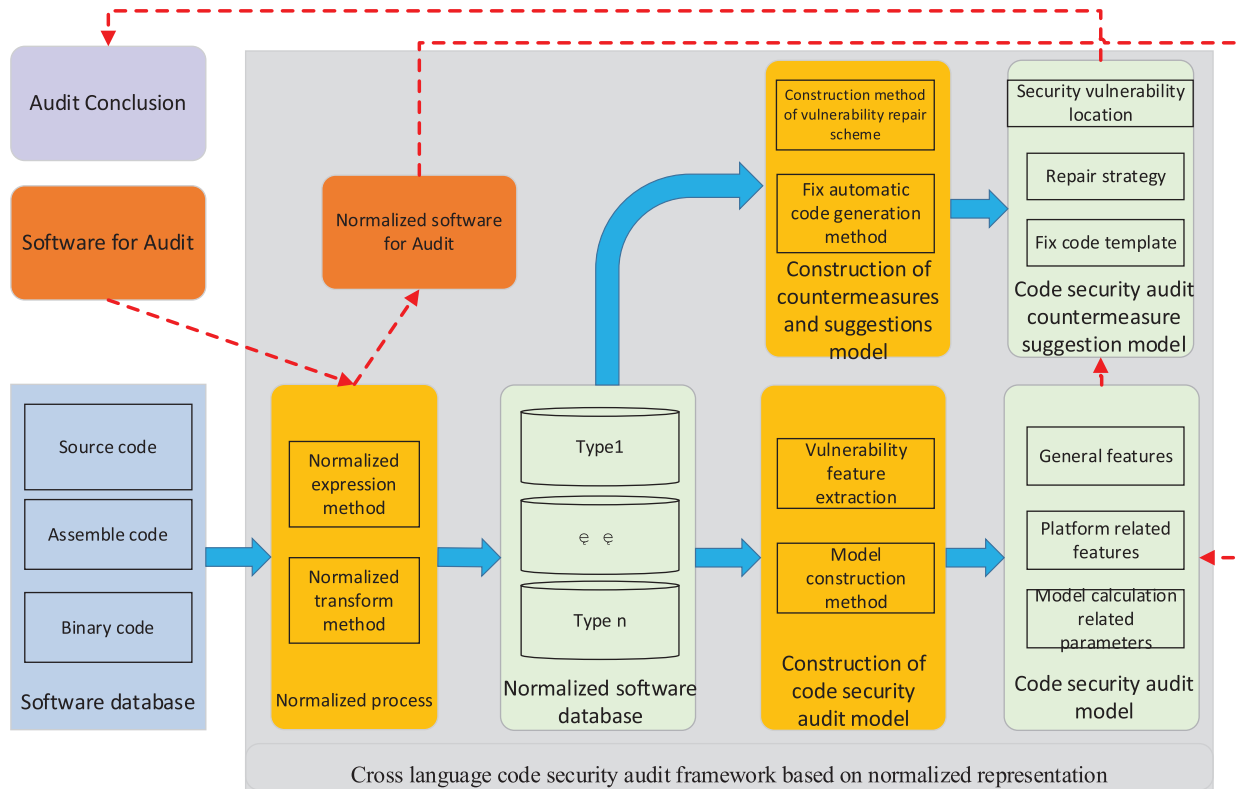 Audit Conclusion
Software for Audit
Normalized software
for Audit
Construction method
of vulnerability repair
scheme
Fix automatic
code generation
method
Construction of
countermeasures
and suggestions
model
Security vulnerability
location
Repair strategy
Fix code template
Code security audit
countermeasure
suggestion model
Source code
Assemble code
Binary code
Software database
Normalized
expression
method
Normalized
transform
method
Normalized process
Type1
ę ę
Type n
Normalized software
database
Vulnerability
feature
extraction
Model
construction
method
Construction of
code security
audit model
General features
Platform related
features
Model calculation
related
parameters
Code security audit
model
Cross language code security audit framework based on normalized representation